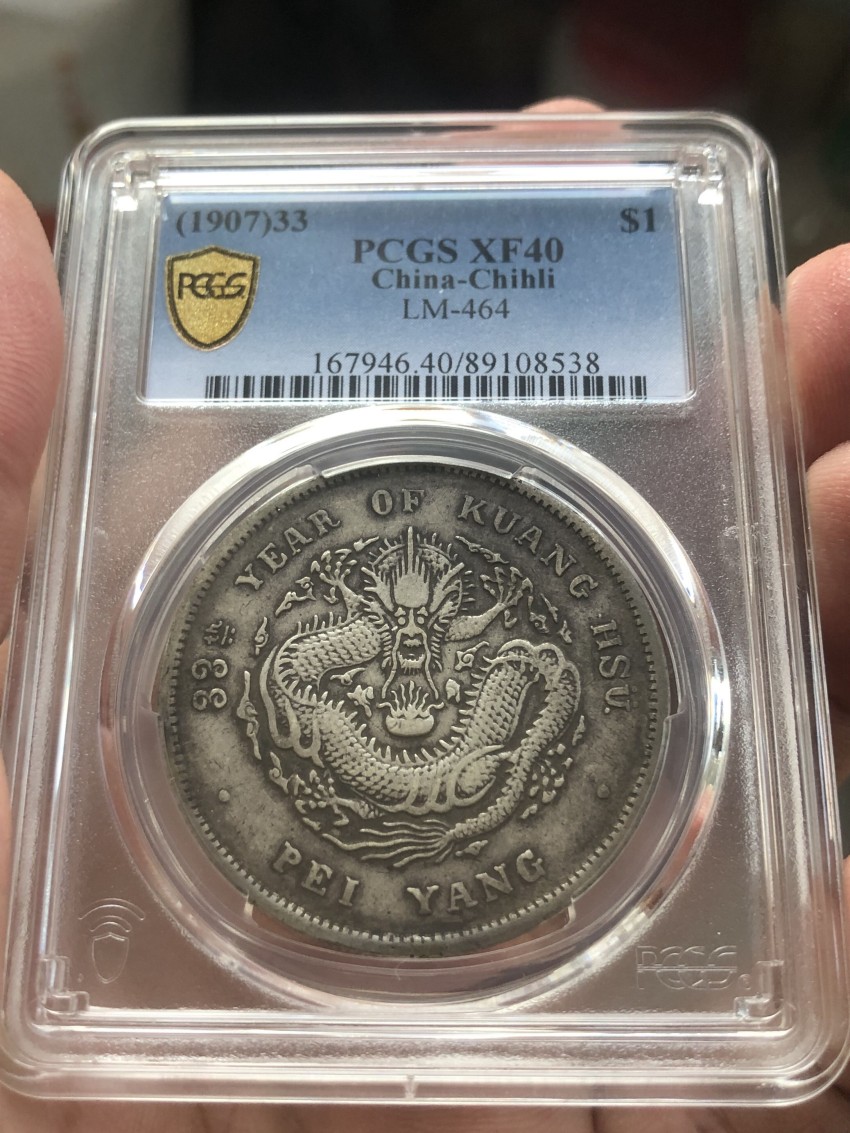 (1907)33 $1
PCGS XF40
China-Chihli
LM-464
PCGS
167946.40/89108538
33 YEAR OF KUANG HSÜ.
PEI YANG
PCGS